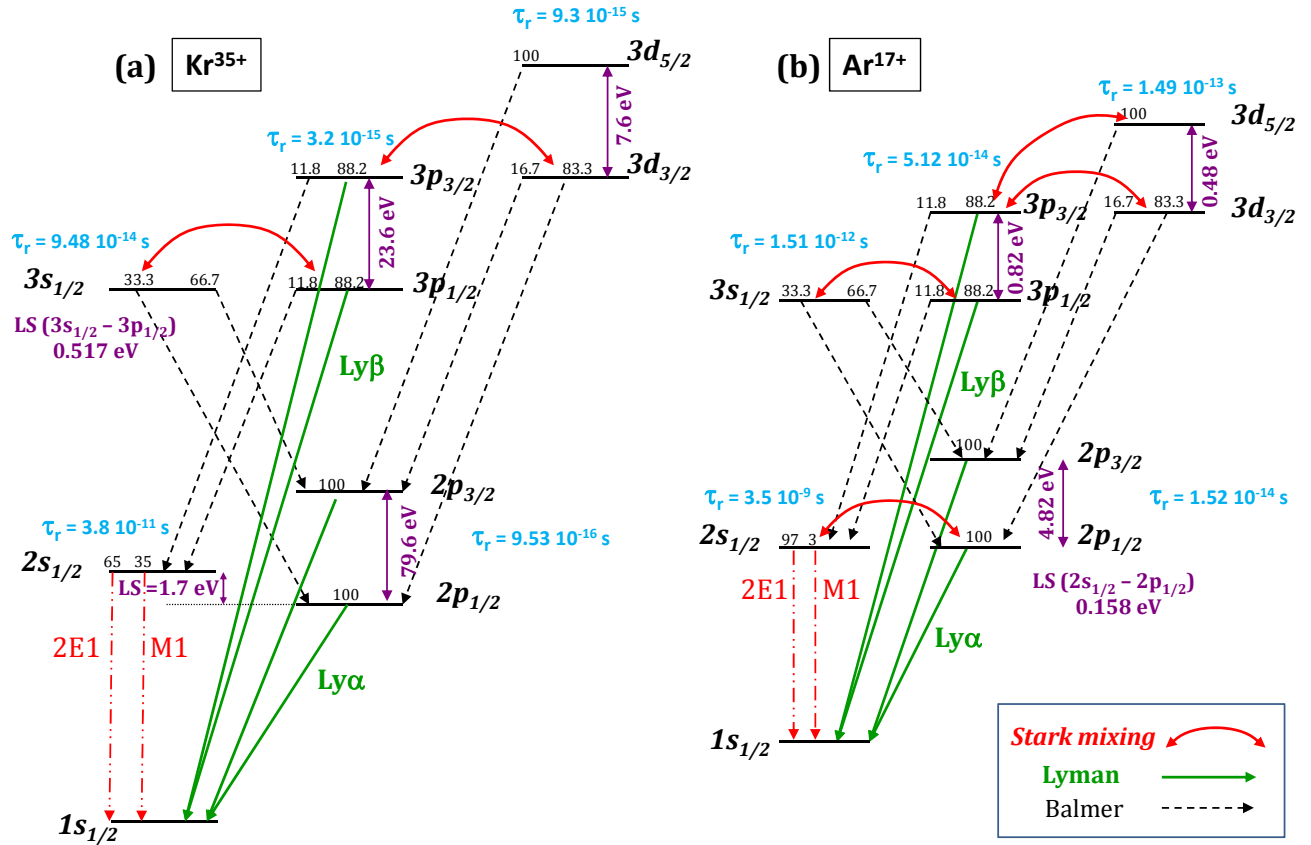 (a) Kr³⁵⁺
τᵣ = 9.3 10⁻¹⁵ s
100
3d₅/₂
7.6 eV
τᵣ = 3.2 10⁻¹⁵ s
11.8 88.2
3p₃/₂
16.7 83.3
3d₃/₂
23.6 eV
τᵣ = 9.48 10⁻¹⁴ s
3s₁/₂
33.3 66.7
11.8 88.2
3p₁/₂
LS (3s₁/₂ – 3p₁/₂)
0.517 eV
Lyβ
100
2p₃/₂
τᵣ = 3.8 10⁻¹¹ s
τᵣ = 9.53 10⁻¹⁶ s
79.6 eV
2s₁/₂
65 35
LS =1.7 eV
100
2p₁/₂
2E1
M1
Lyα
1s₁/₂
(b) Ar¹⁷⁺
τᵣ = 1.49 10⁻¹³ s
100
3d₅/₂
0.48 eV
τᵣ = 5.12 10⁻¹⁴ s
11.8 88.2
3p₃/₂
16.7 83.3
3d₃/₂
0.82 eV
τᵣ = 1.51 10⁻¹² s
3s₁/₂
33.3 66.7
11.8 88.2
3p₁/₂
Lyβ
100
2p₃/₂
τᵣ = 3.5 10⁻⁹ s
4.82 eV
τᵣ = 1.52 10⁻¹⁴ s
2s₁/₂
97 3
100
2p₁/₂
LS (2s₁/₂ – 2p₁/₂)
0.158 eV
2E1
M1
Lyα
1s₁/₂
Stark mixing
Lyman
Balmer